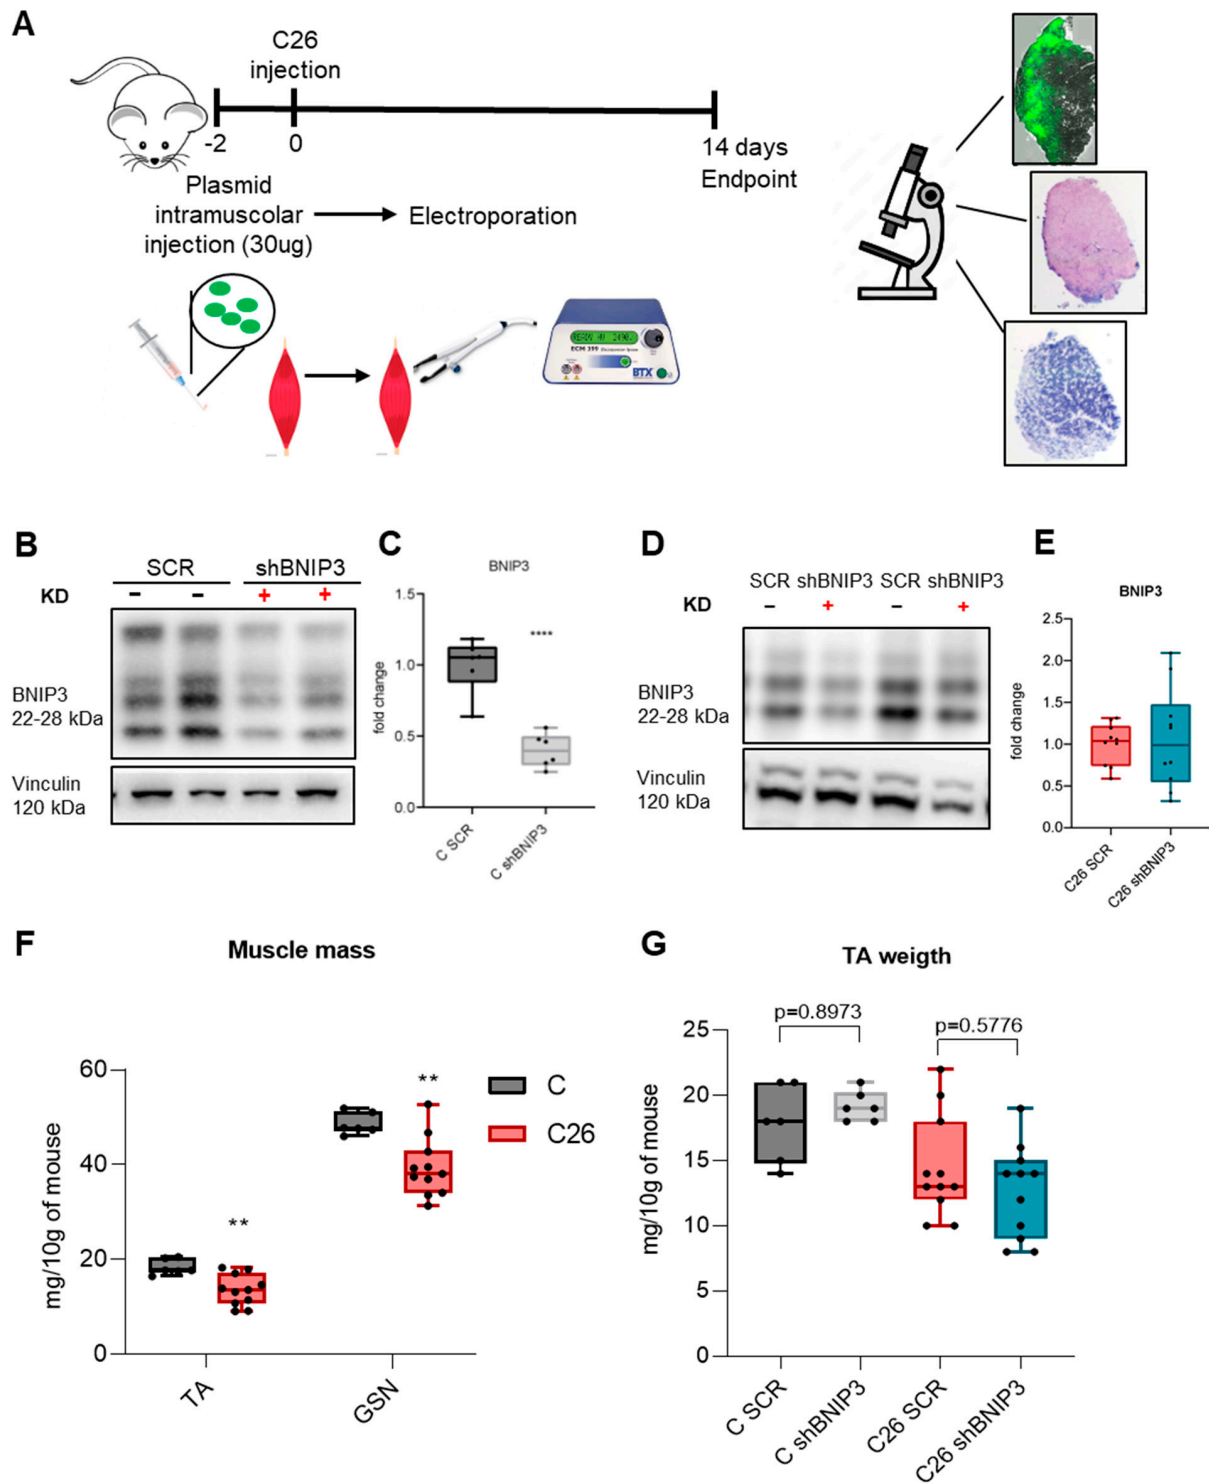 A
C26
injection
-2
0
14 days
Endpoint
Plasmid
intramuscolar
injection (30ug)
Electroporation
ECM 399
BTX
B
SCR
shBNIP3
KD
-
-
+
+
BNIP3
22-28 kDa
Vinculin
120 kDa
C
BNIP3
1.5
1.0
0.5
0.0
fold change
****
C SCR
C shBNIP3
D
SCR shBNIP3 SCR shBNIP3
KD
-
+
-
+
BNIP3
22-28 kDa
Vinculin
120 kDa
E
BNIP3
2.5
2.0
1.5
1.0
0.5
0.0
fold change
C26 SCR
C26 shBNIP3
F
Muscle mass
60
40
20
0
mg/10g of mouse
**
**
C
C26
TA
GSN
G
TA weigth
p=0.8973
p=0.5776
25
20
15
10
5
0
mg/10g of mouse
C SCR
C shBNIP3
C26 SCR
C26 shBNIP3